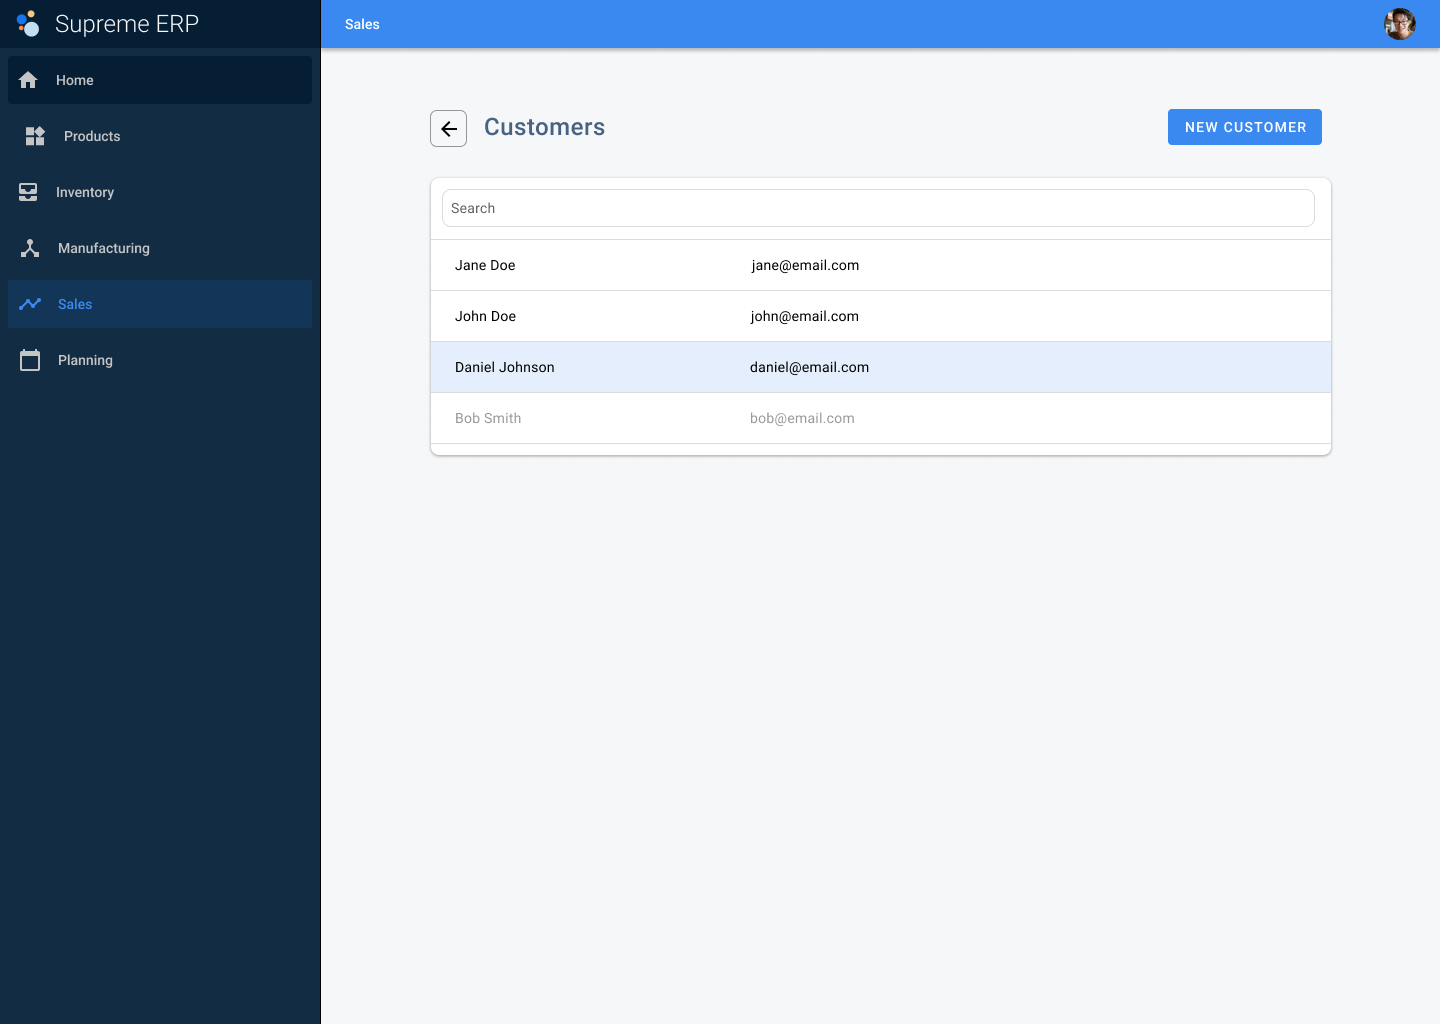 Supreme ERP
Sales
Home
Products
Inventory
Manufacturing
Sales
Planning
Customers
NEW CUSTOMER
Search
Jane Doe jane@email.com
John Doe john@email.com
Daniel Johnson daniel@email.com
Bob Smith bob@email.com